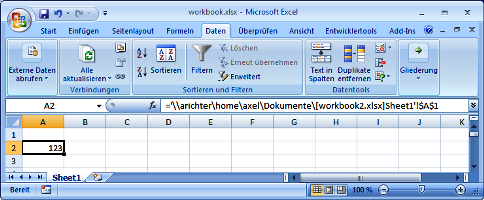 workbook.xlsx - Microsoft Excel
Start Einfügen Seitenlayout Formeln Daten Überprüfen Ansicht Entwicklertools Add-Ins
Externe Daten abrufen
Alle aktualisieren
Verbindungen
Sortieren
Filtern
Löschen
Erneut übernehmen
Erweitert
Sortieren und Filtern
Text in Spalten
Duplikate entfernen
Datentools
Gliederung
A2
='\\arichter\home\axel\Dokumente\[workbook2.xlsx]Sheet1'!$A$1
A B C D E F G H I J K
1
2 123
3
Sheet1
Bereit 100 %